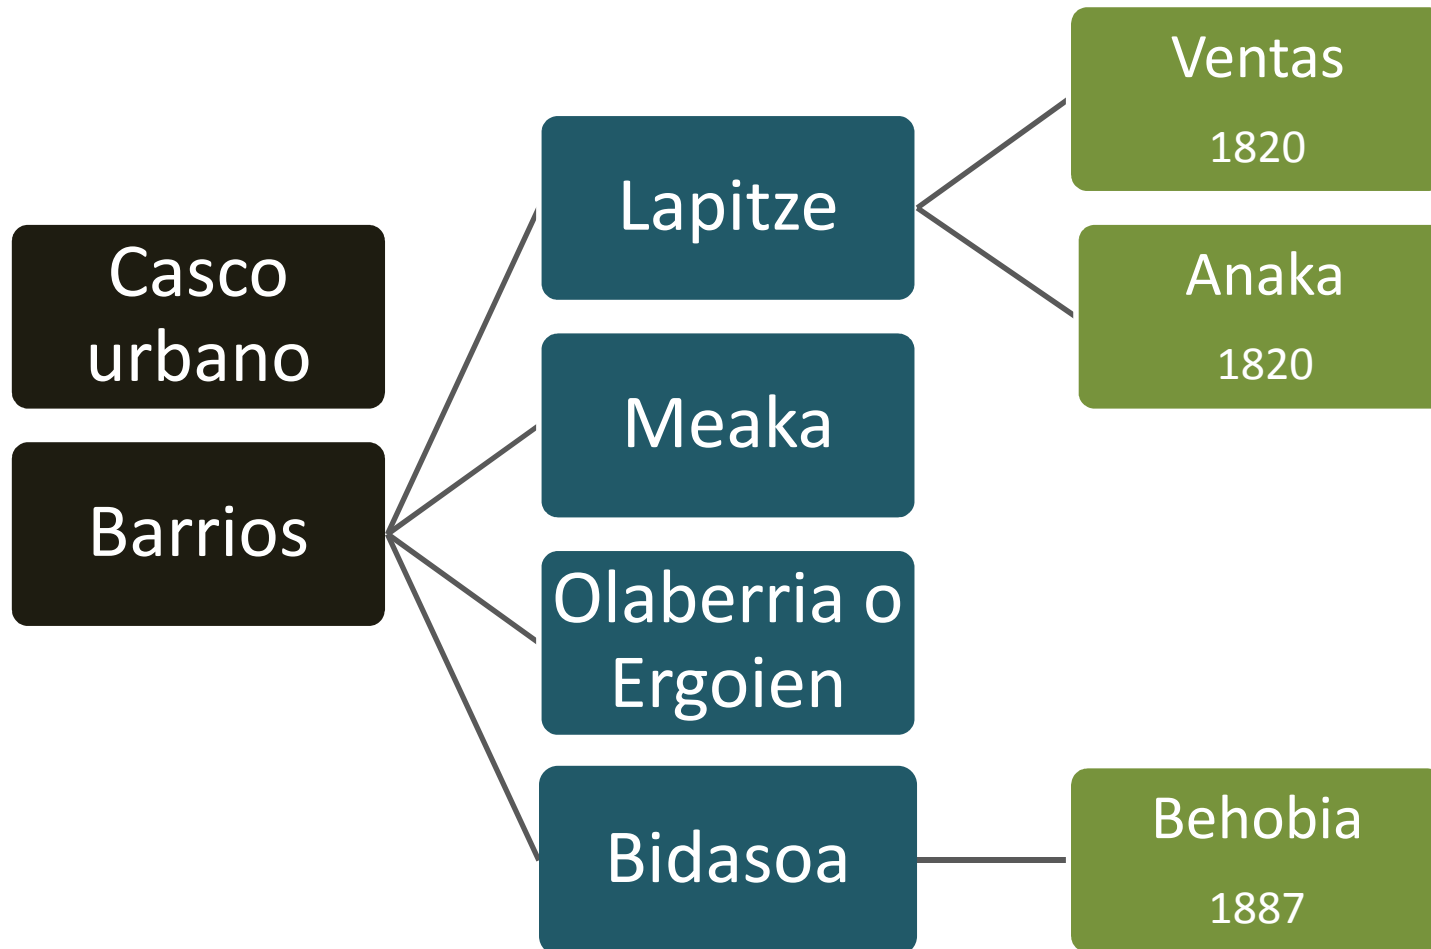 Casco
urbano
Barrios
Lapitze
Meaka
Olaberria o
Ergoien
Bidasoa
Ventas
1820
Anaka
1820
Behobia
1887